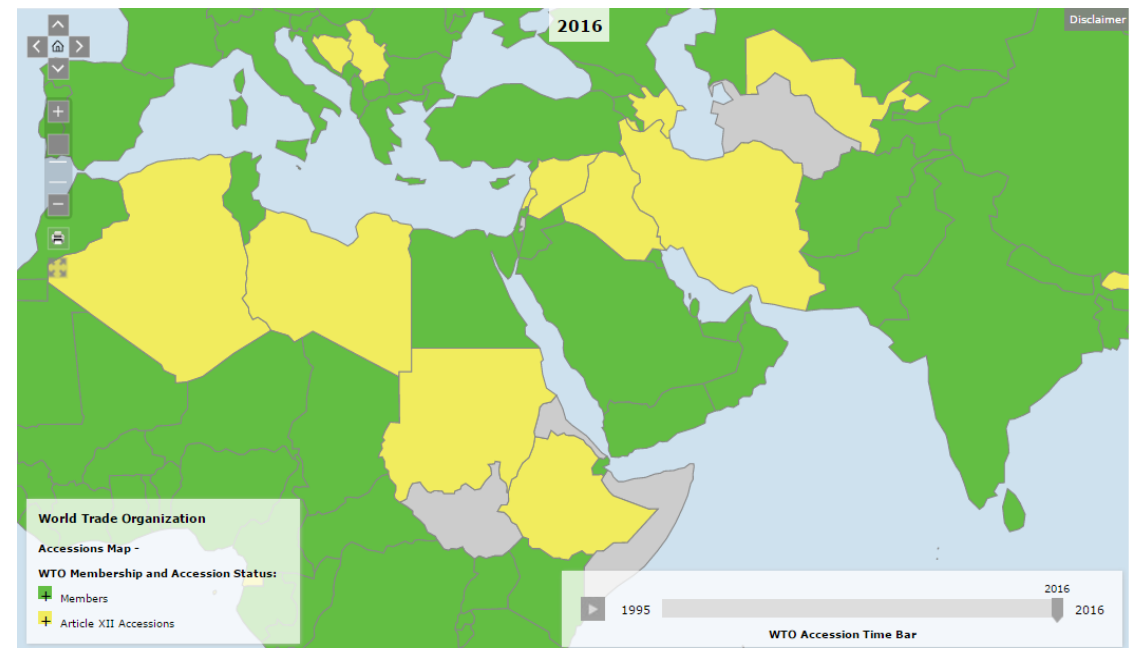 2016
Disclaimer
World Trade Organization
Accessions Map -
WTO Membership and Accession Status:
Members
Article XII Accessions
2016
1995
2016
WTO Accession Time Bar